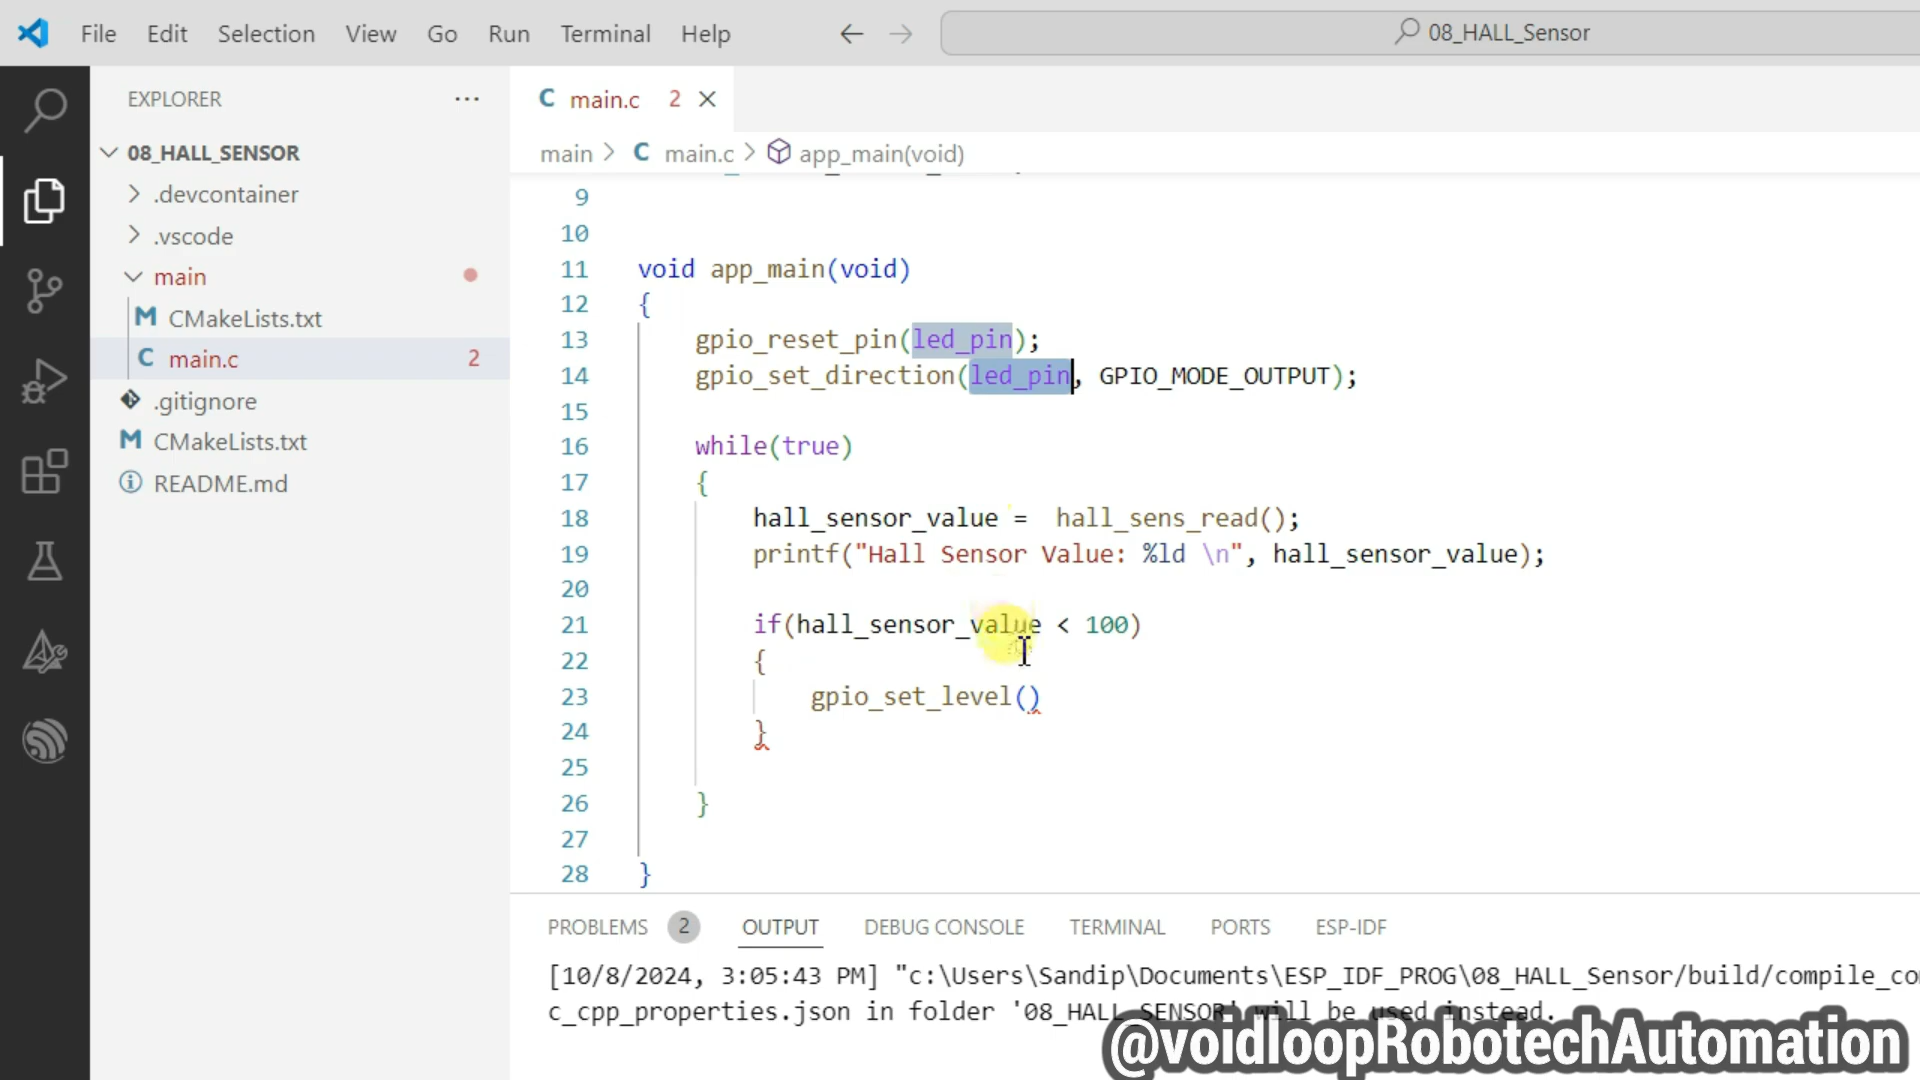 File Edit Selection View Go Run Terminal Help
08_HALL_Sensor
EXPLORER
08_HALL_SENSOR
.devcontainer
.vscode
main
CMakeLists.txt
C main.c 2
.gitignore
CMakeLists.txt
README.md
C main.c 2
main > C main.c > app_main(void)
9
10
11 void app_main(void)
12 {
13 gpio_reset_pin(led_pin);
14 gpio_set_direction(led_pin, GPIO_MODE_OUTPUT);
15
16 while(true)
17 {
18 hall_sensor_value = hall_sens_read();
19 printf("Hall Sensor Value: %ld \n", hall_sensor_value);
20
21 if(hall_sensor_value < 100)
22 {
23 gpio_set_level()
24 }
25
26 }
27
28 }
PROBLEMS 2 OUTPUT DEBUG CONSOLE TERMINAL PORTS ESP-IDF
[10/8/2024, 3:05:43 PM] "c:\Users\Sandip\Documents\ESP_IDF_PROG\08_HALL_Sensor/build/compile_co
c_cpp_properties.json in folder '08_HALL_SENSOR' will be used instead.
@voidloopRobotechAutomation